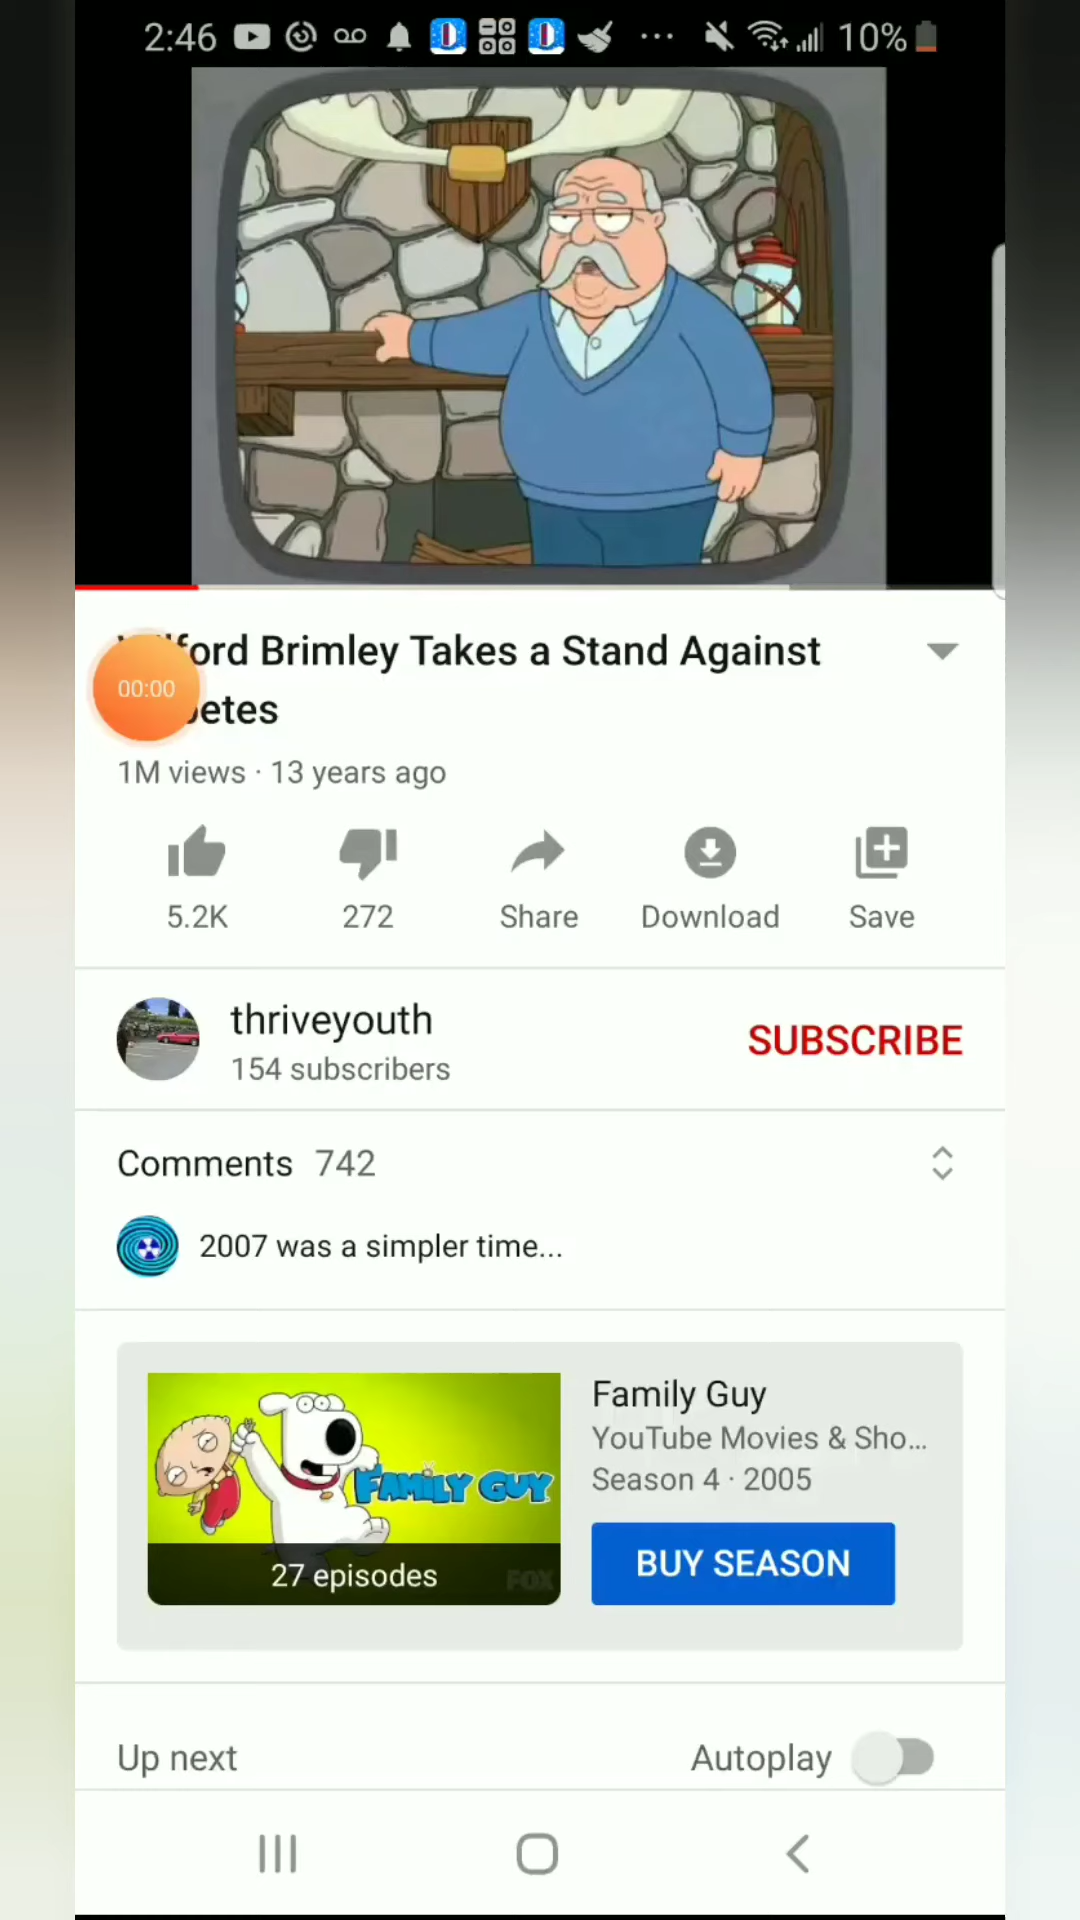 2:46
10%
ford Brimley Takes a Stand Against
etes
00:00
1M views · 13 years ago
5.2K
272
Share
Download
Save
thriveyouth
154 subscribers
SUBSCRIBE
Comments 742
2007 was a simpler time...
FAMILY GUY
27 episodes
FOX
Family Guy
YouTube Movies & Sho...
Season 4 · 2005
BUY SEASON
Up next
Autoplay